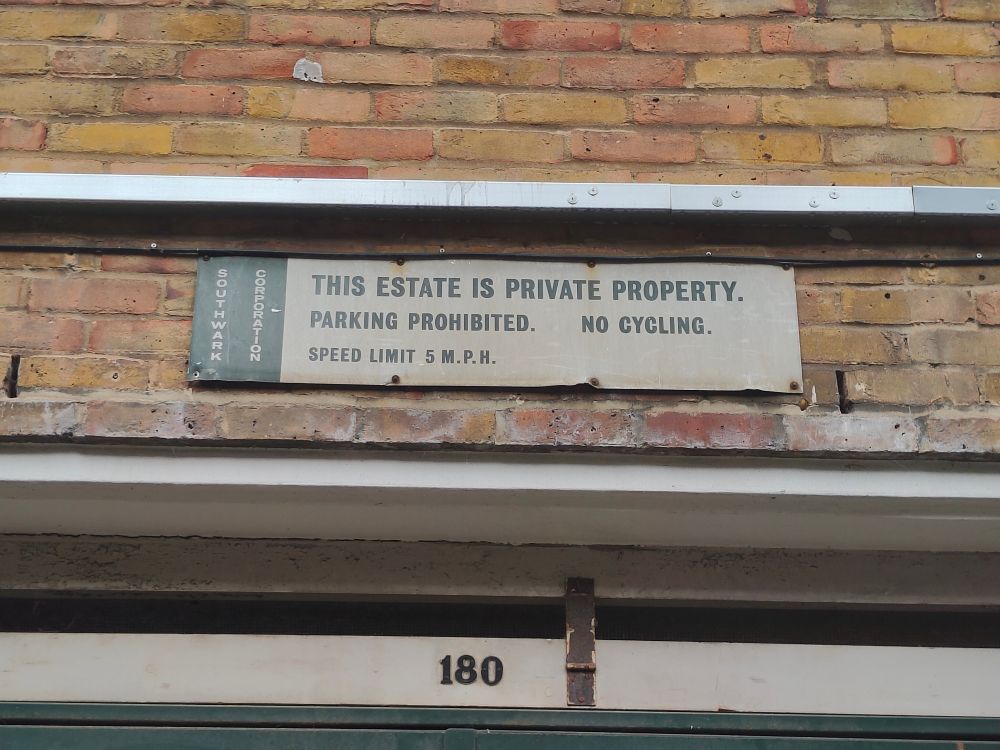 SOUTHWARK
CORPORATION
THIS ESTATE IS PRIVATE PROPERTY.
PARKING PROHIBITED. NO CYCLING.
SPEED LIMIT 5 M.P.H.
180